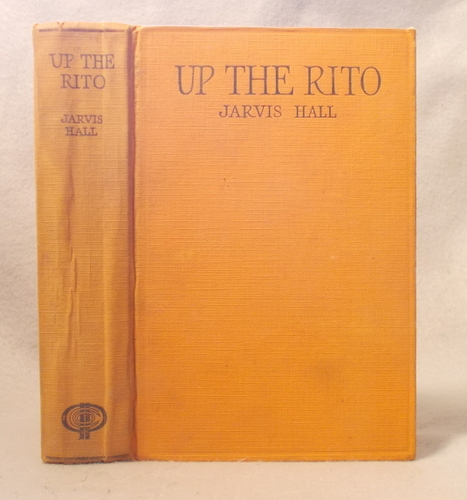 UP THE
RITO
JARVIS
HALL
UP THE RITO
JARVIS HALL